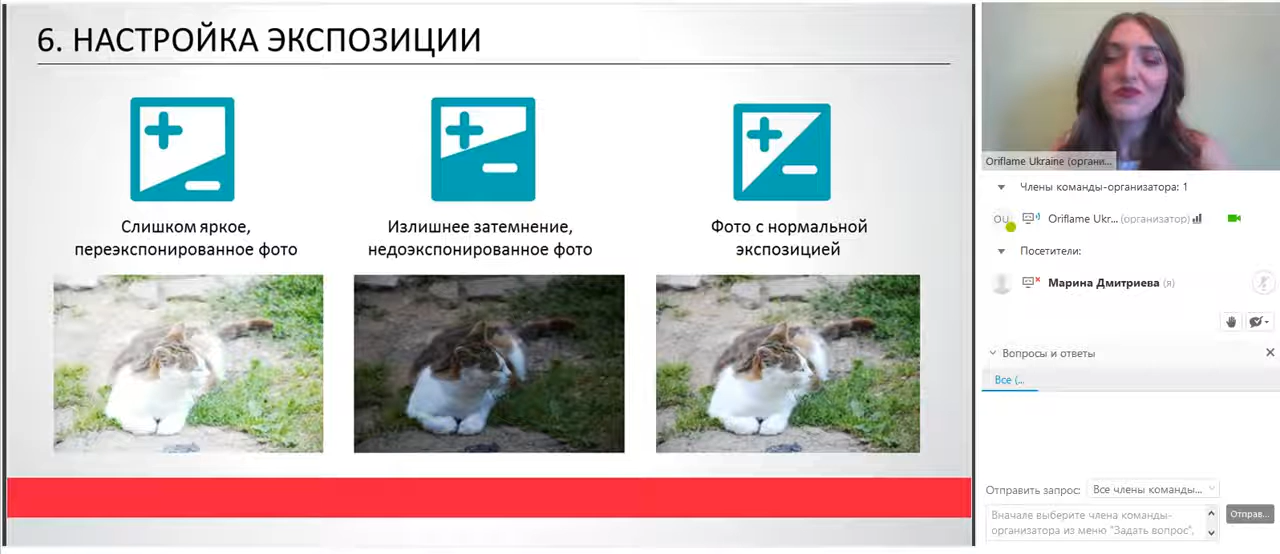 6. НАСТРОЙКА ЭКСПОЗИЦИИ
Слишком яркое,
переэкспонированное фото
Излишнее затемнение,
недоэкспонированное фото
Фото с нормальной
экспозицией
Oriflame Ukraine (органи...
Члены команды-организатора: 1
OU
Oriflame Ukr... (организатор)
Посетители:
Марина Дмитриева (я)
Вопросы и ответы
Все (...
Отправить запрос:
Все члены команды...
Вначале выберите члена команды-
организатора из меню "Задать вопрос",
Отправ...